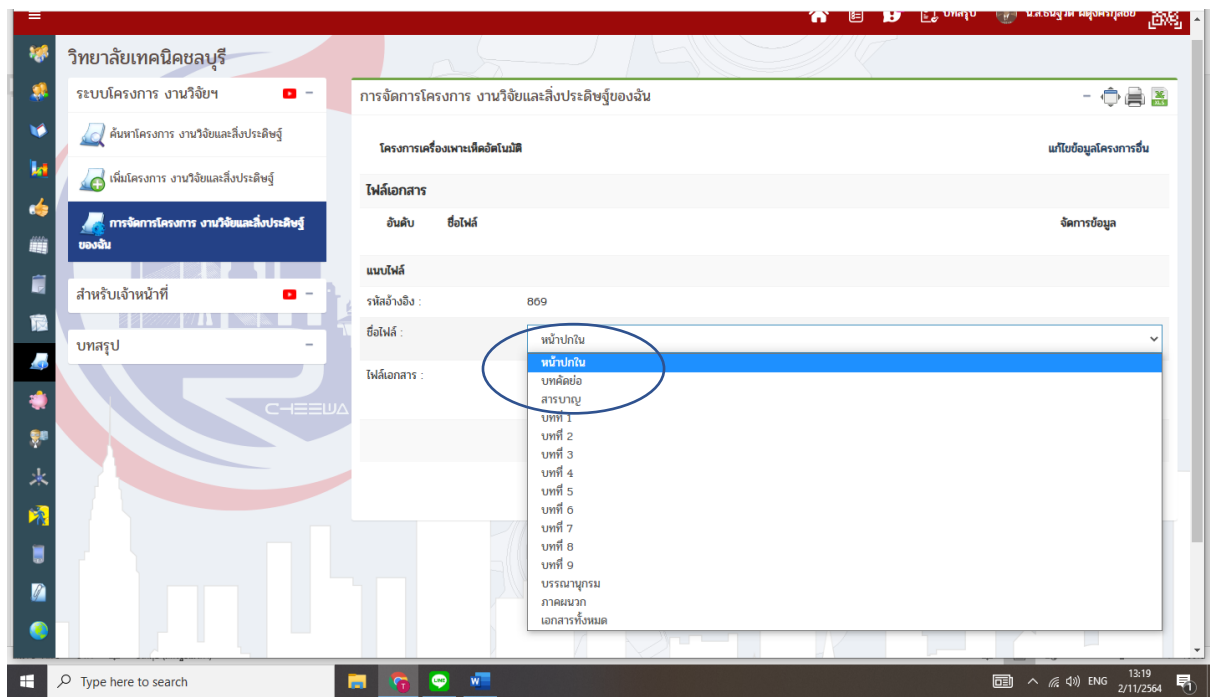 บทสรุป
วิทยาลัยเทคนิคชลบุรี
ระบบโครงการ งานวิจัยฯ
ค้นหาโครงการ งานวิจัยและสิ่งประดิษฐ์
เพิ่มโครงการ งานวิจัยและสิ่งประดิษฐ์
การจัดการโครงการ งานวิจัยและสิ่งประดิษฐ์
ของฉัน
สำหรับเจ้าหน้าที่
บทสรุป
CHEEWA
การจัดการโครงการ งานวิจัยและสิ่งประดิษฐ์ของฉัน
XLS
โครงการเครื่องเพาะเห็ดอัตโนมัติ
แก้ไขข้อมูลโครงการอื่น
ไฟล์เอกสาร
อันดับ ชื่อไฟล์ จัดการข้อมูล
แนบไฟล์
รหัสอ้างอิง : 869
ชื่อไฟล์ : หน้าปกใน
ไฟล์เอกสาร :
หน้าปกใน
บทคัดย่อ
สารบาญ
บทที่ 1
บทที่ 2
บทที่ 3
บทที่ 4
บทที่ 5
บทที่ 6
บทที่ 7
บทที่ 8
บทที่ 9
บรรณานุกรม
ภาคผนวก
เอกสารทั้งหมด
Type here to search
LINE
W
ENG
13:19
2/11/2564